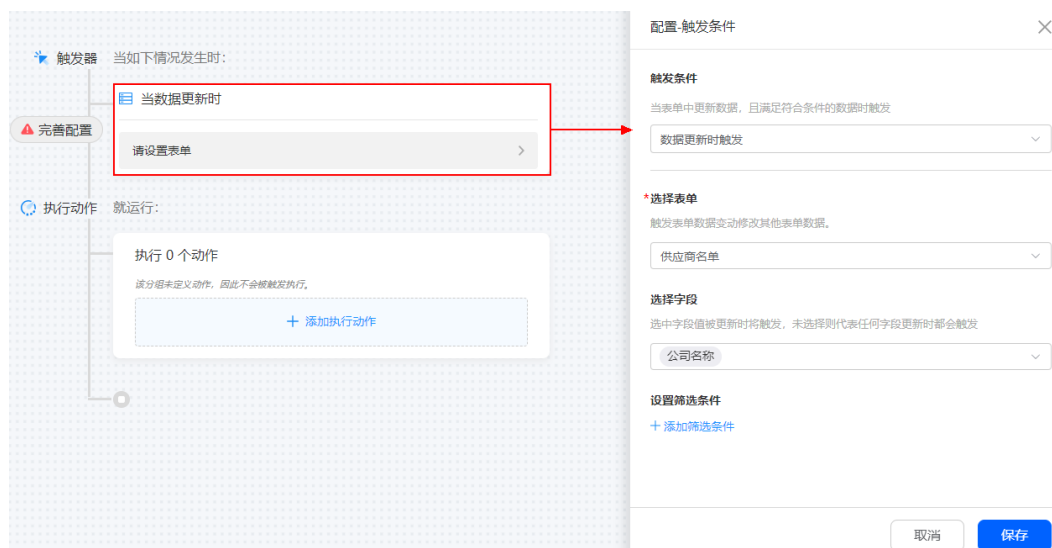 触发器 当如下情况发生时：
当数据更新时
完善配置
请设置表单
执行动作 就运行：
执行 0 个动作
该分组未定义动作，因此不会被触发执行。
+ 添加执行动作
配置-触发条件
触发条件
当表单中更新数据，且满足符合条件的数据时触发
数据更新时触发
*选择表单
触发表单数据变动修改其他表单数据。
供应商名单
选择字段
选中字段值被更新时将触发，未选择则代表任何字段更新时都会触发
公司名称
设置筛选条件
+ 添加筛选条件
取消 保存